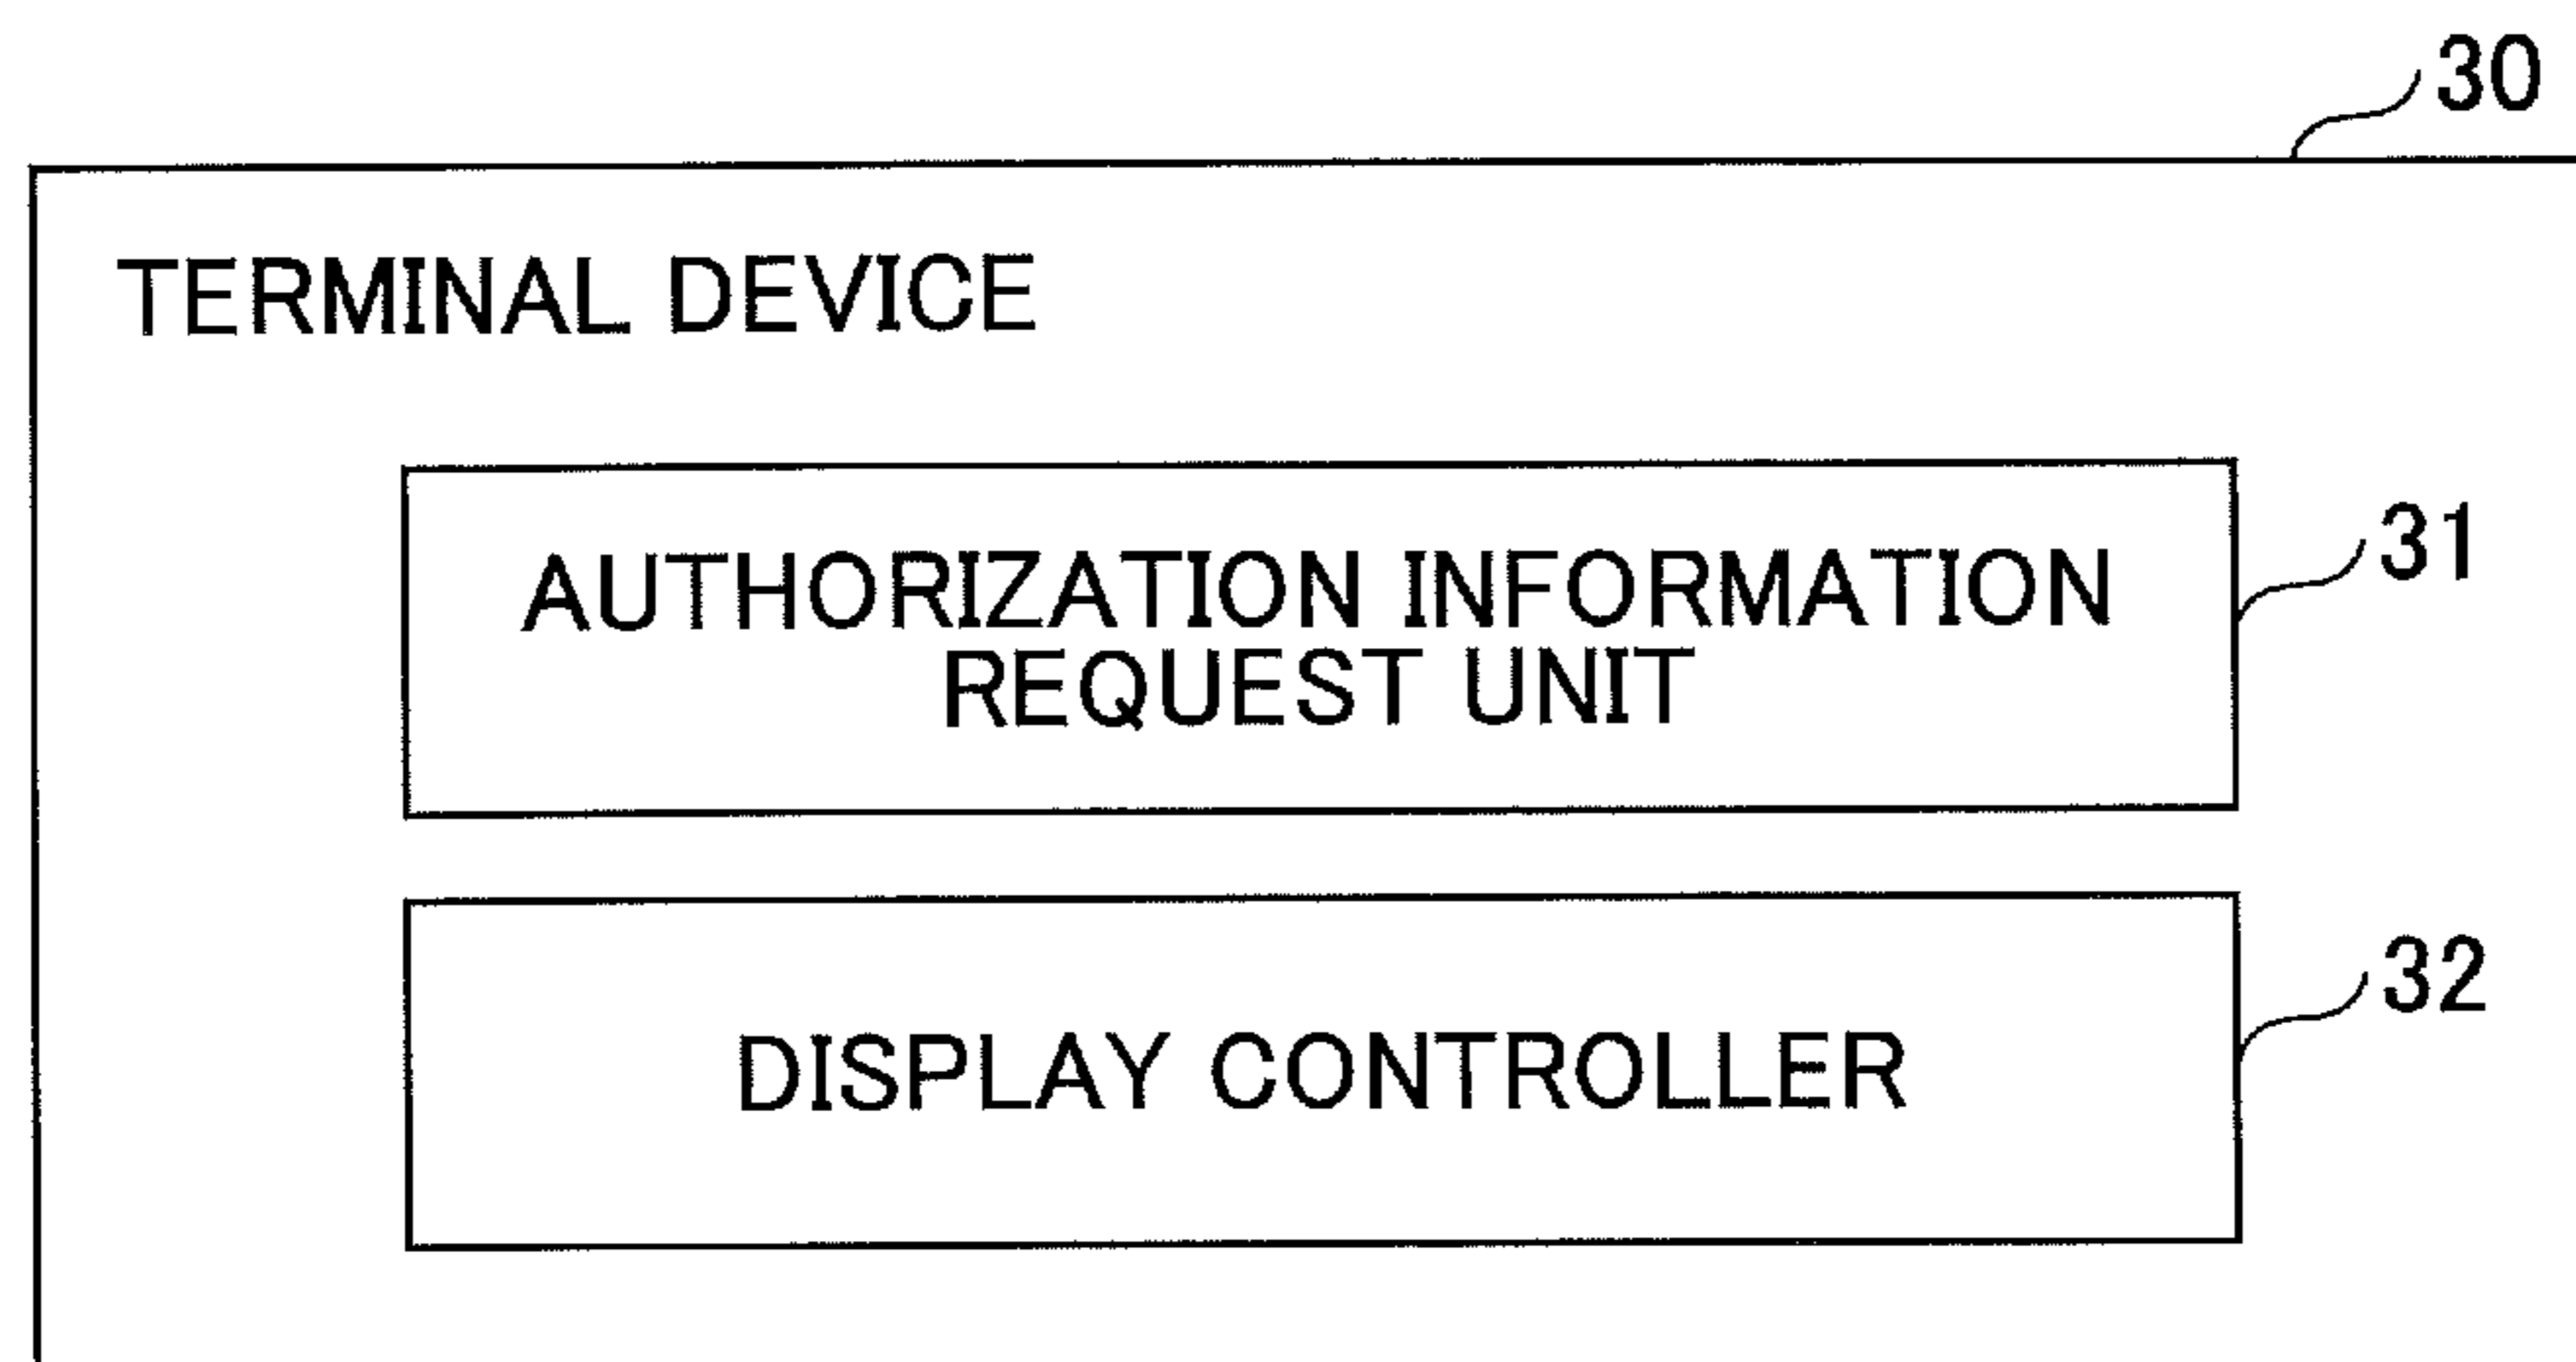 30
TERMINAL DEVICE
AUTHORIZATION INFORMATION
REQUEST UNIT
31
DISPLAY CONTROLLER
32